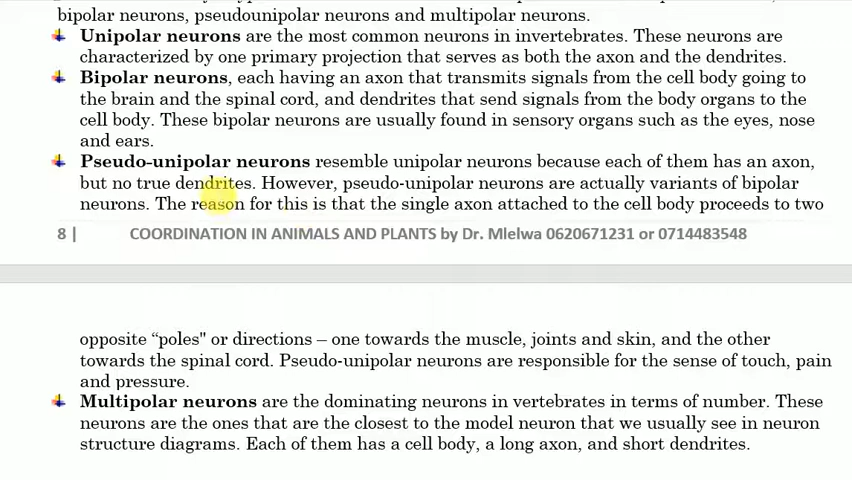 bipolar neurons, pseudounipolar neurons and multipolar neurons.
Unipolar neurons are the most common neurons in invertebrates. These neurons are
characterized by one primary projection that serves as both the axon and the dendrites.
Bipolar neurons, each having an axon that transmits signals from the cell body going to
the brain and the spinal cord, and dendrites that send signals from the body organs to the
cell body. These bipolar neurons are usually found in sensory organs such as the eyes, nose
and ears.
Pseudo-unipolar neurons resemble unipolar neurons because each of them has an axon,
but no true dendrites. However, pseudo-unipolar neurons are actually variants of bipolar
neurons. The reason for this is that the single axon attached to the cell body proceeds to two
8 | COORDINATION IN ANIMALS AND PLANTS by Dr. Mlelwa 0620671231 or 0714483548
opposite “poles" or directions – one towards the muscle, joints and skin, and the other
towards the spinal cord. Pseudo-unipolar neurons are responsible for the sense of touch, pain
and pressure.
Multipolar neurons are the dominating neurons in vertebrates in terms of number. These
neurons are the ones that are the closest to the model neuron that we usually see in neuron
structure diagrams. Each of them has a cell body, a long axon, and short dendrites.